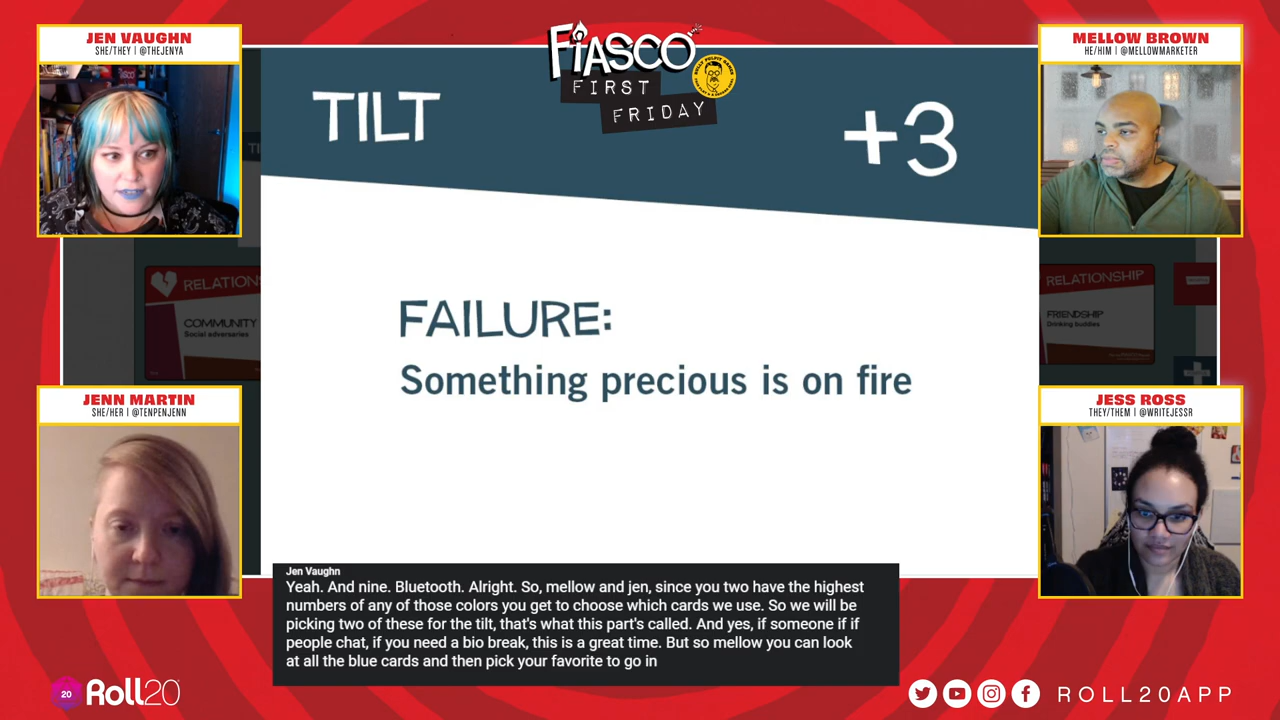 JEN VAUGHN
SHE/THEY | @THEJENYA
FIASCO
FIRST
FRIDAY
MELLOW BROWN
HE/HIM | @MELLOWMARKETER
TILT
+3
FAILURE:
Something precious is on fire
RELATION
COMMUNITY
Social adversaries
RELATIONSHIP
FRIENDSHIP
Drinking buddies
JENN MARTIN
SHE/HER | @TENPENJENN
JESS ROSS
THEY/THEM | @WRITEJESSR
Jen Vaughn
Yeah. And nine. Bluetooth. Alright. So, mellow and jen, since you two have the highest
numbers of any of those colors you get to choose which cards we use. So we will be
picking two of these for the tilt, that's what this part's called. And yes, if someone if if
people chat, if you need a bio break, this is a great time. But so mellow you can look
at all the blue cards and then pick your favorite to go in
20
Roll20
ROLL20APP